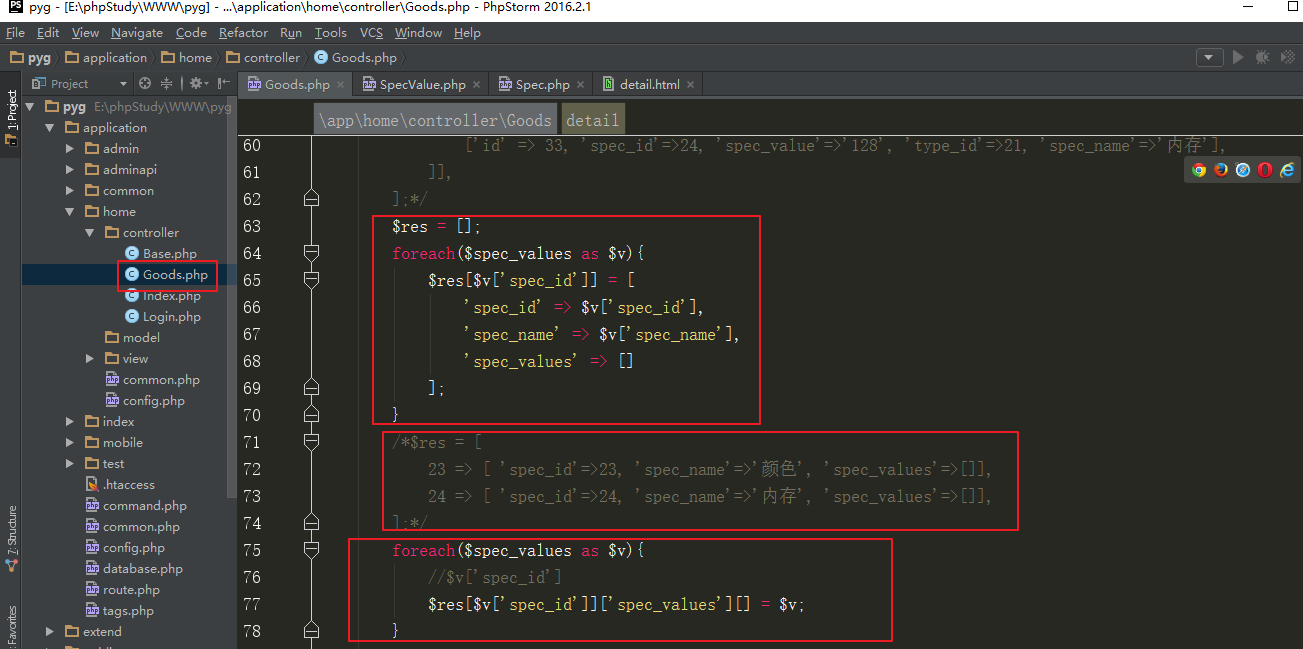 pyg - [E:\phpStudy\WWW\pyg] - ...\application\home\controller\Goods.php - PhpStorm 2016.2.1
File Edit View Navigate Code Refactor Run Tools VCS Window Help
pyg application home controller Goods.php
Project
Goods.php SpecValue.php Spec.php detail.html
1: Project
Z: Structure
Favorites
pyg E:\phpStudy\WWW\pyg
application
admin
adminapi
common
home
controller
Base.php
Goods.php
Index.php
Login.php
model
view
common.php
config.php
index
mobile
test
.htaccess
command.php
common.php
config.php
database.php
route.php
tags.php
extend
\app\home\controller\Goods detail
60 ['id' => 33, 'spec_id'=>24, 'spec_value'=>'128', 'type_id'=>21, 'spec_name'=>'内存'],
61 ]],
62 ];*/
63 $res = [];
64 foreach($spec_values as $v){
65 $res[$v['spec_id']] = [
66 'spec_id' => $v['spec_id'],
67 'spec_name' => $v['spec_name'],
68 'spec_values' => []
69 ];
70 }
71 /*$res = [
72 23 => [ 'spec_id'=>23, 'spec_name'=>'颜色', 'spec_values'=>[]],
73 24 => [ 'spec_id'=>24, 'spec_name'=>'内存', 'spec_values'=>[]],
74 ];*/
75 foreach($spec_values as $v){
76 //$v['spec_id']
77 $res[$v['spec_id']]['spec_values'][] = $v;
78 }